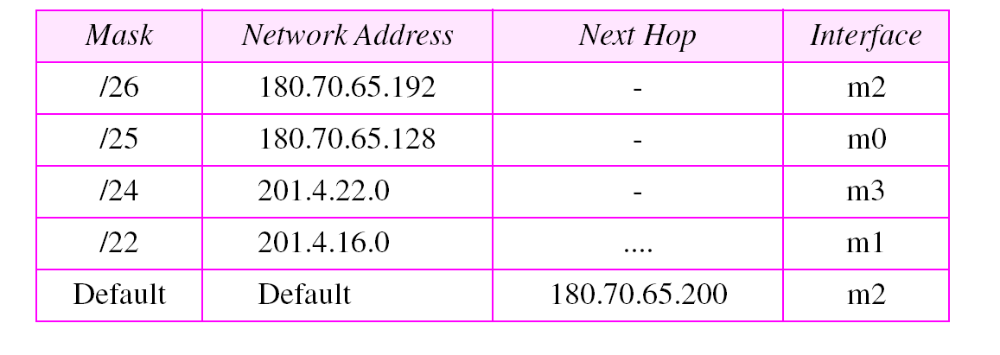 Mask Network Address Next Hop Interface
/26 180.70.65.192 - m2
/25 180.70.65.128 - m0
/24 201.4.22.0 - m3
/22 201.4.16.0 .... m1
Default Default 180.70.65.200 m2